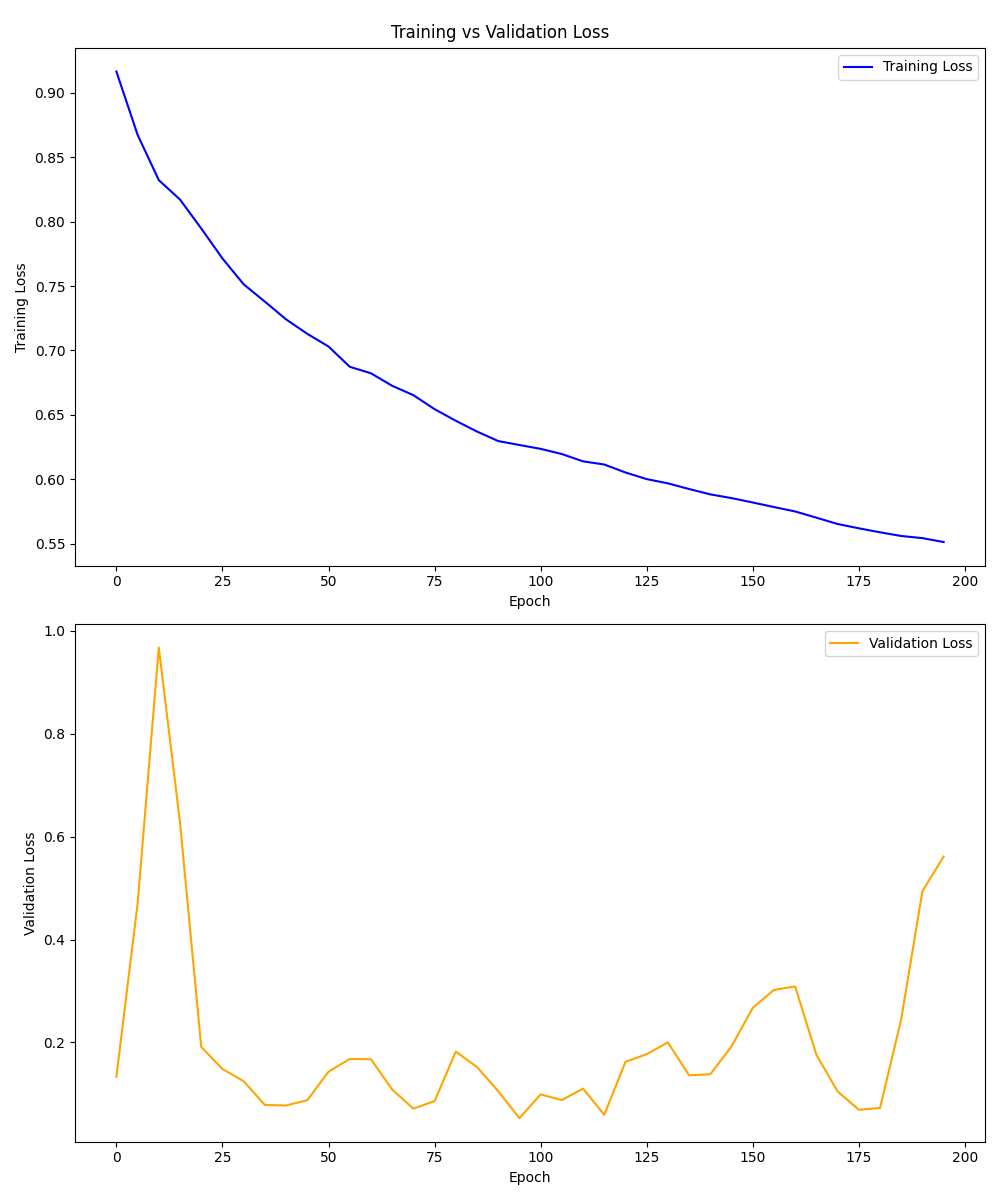 Training vs Validation Loss
Training Loss
0.90
0.85
0.80
0.75
0.70
0.65
0.60
0.55
Training Loss
0 25 50 75 100 125 150 175 200
Epoch
Validation Loss
1.0
0.8
0.6
0.4
0.2
Validation Loss
0 25 50 75 100 125 150 175 200
Epoch